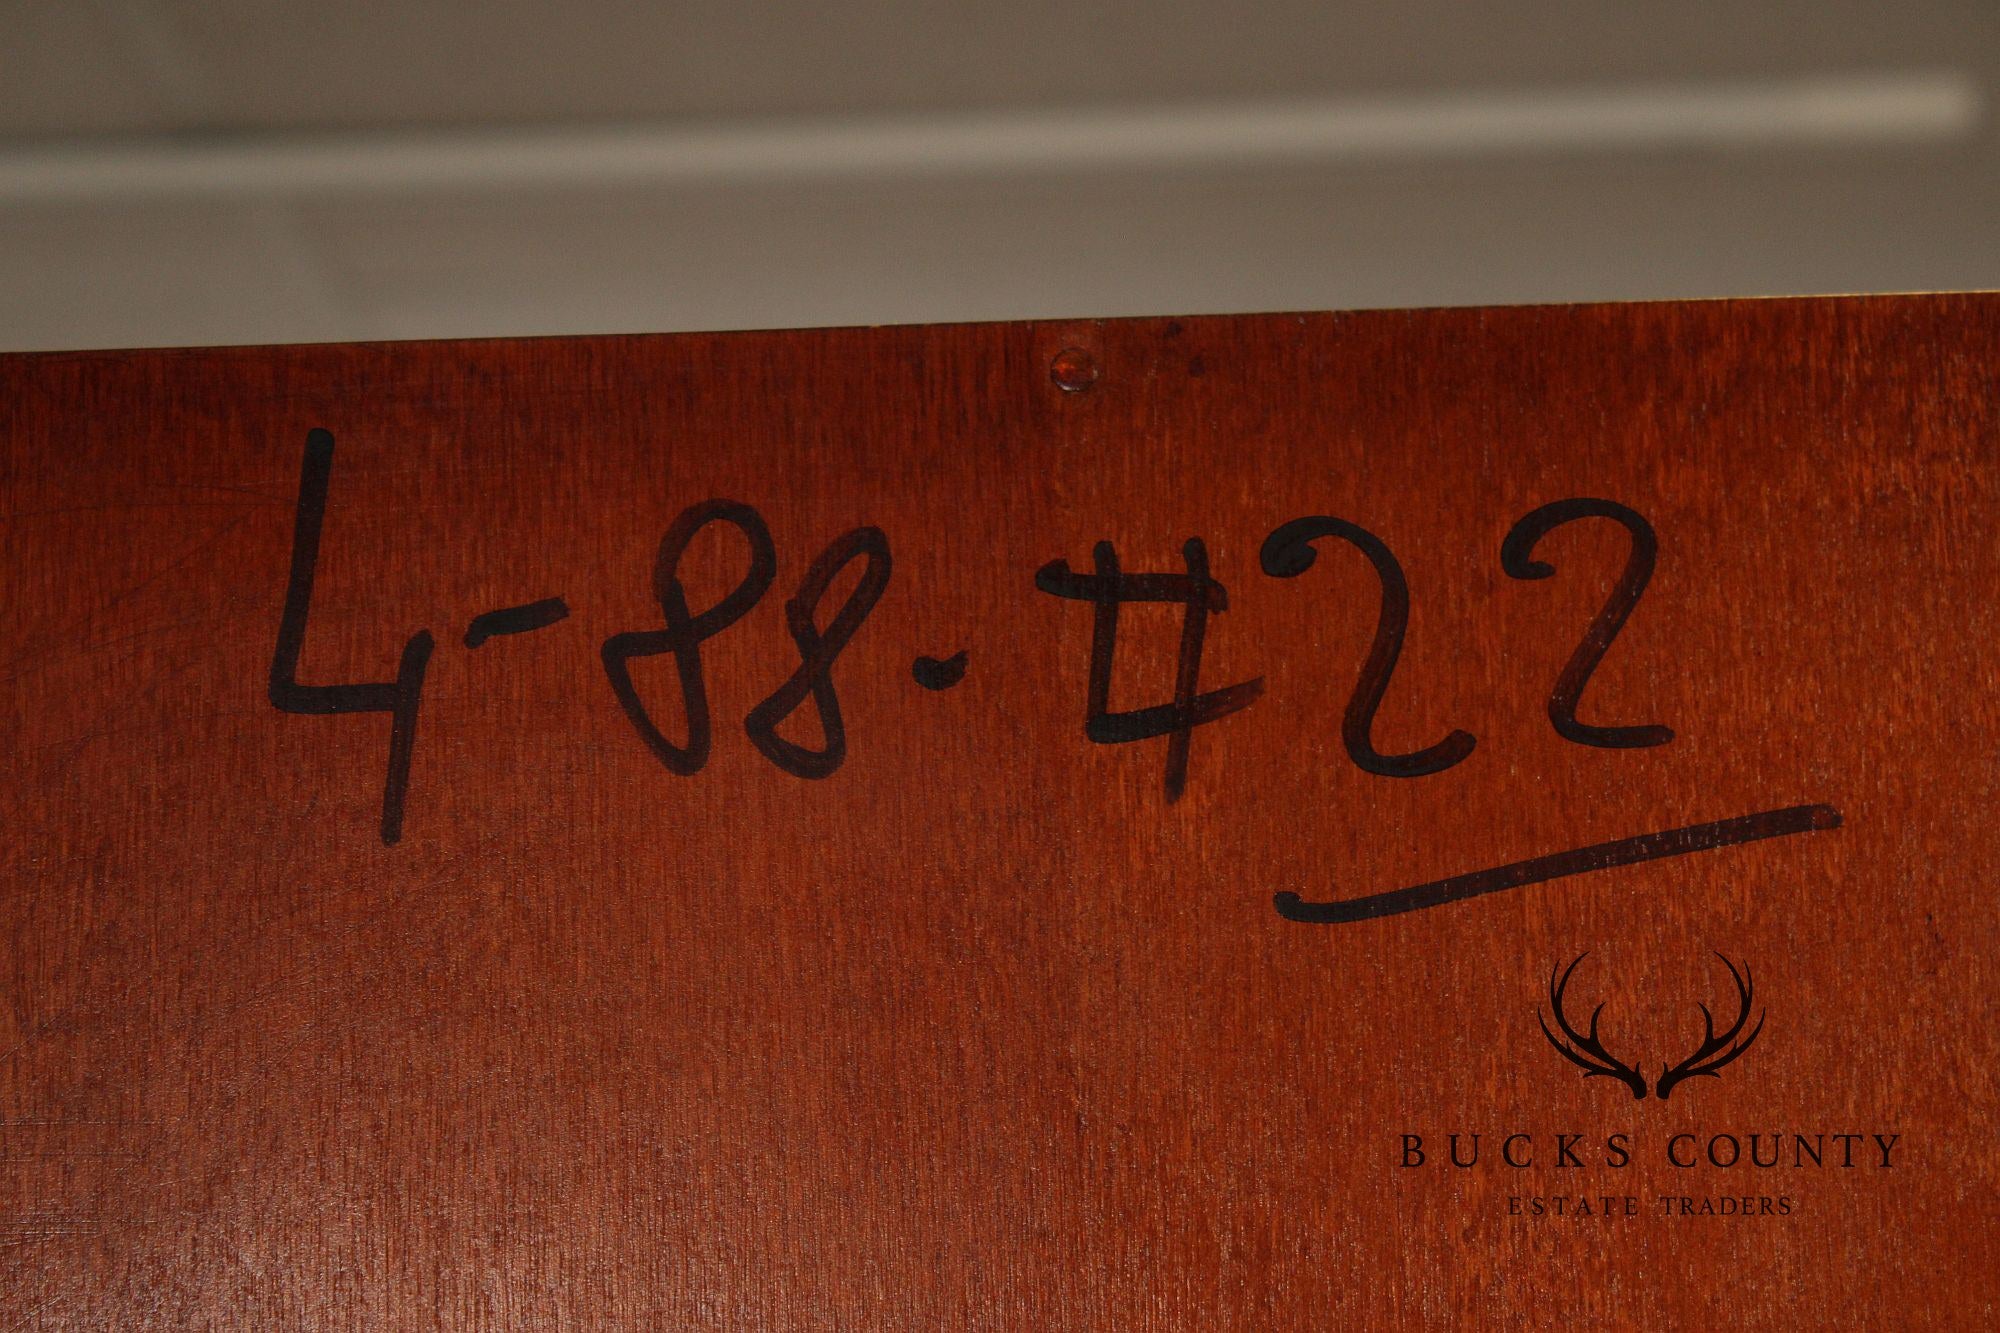 4-88. #22
BUCKS COUNTY
ESTATE TRADERS